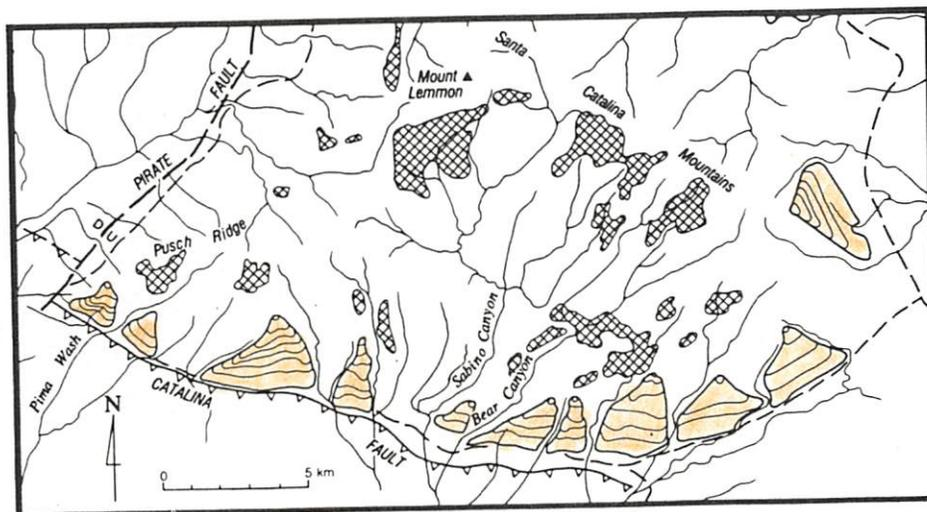 Santa
Mount
Lemmon
Catalina
Mountains
FAULT
PIRATE
D
U
Pusch Ridge
Pima Wash
CATALINA
FAULT
Sabino Canyon
Bear Canyon
N
0 5 km